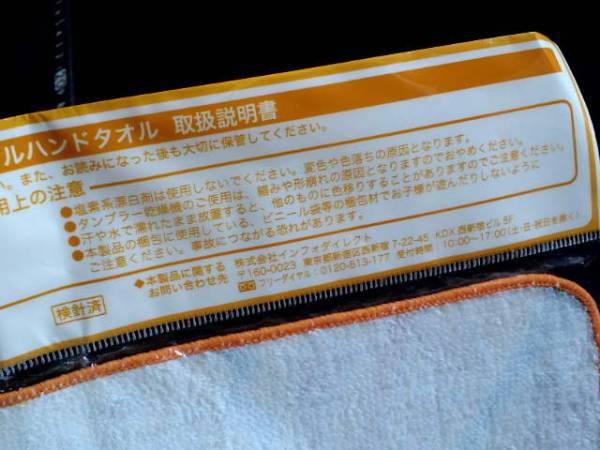 ルハンドタオル 取扱説明書
い。また、お読みになった後も大切に保管してください。
用上の注意
●塩素系漂白剤は使用しないでください。変色や色落ちの原因となります。
●タンブラー乾燥機のご使用は、縮みや形崩れの原因となりますのでおやめください。
●汗や水で濡れたまま放置すると、他のものに色移りすることがありますのでご注意ください。
●本製品の梱包に使用している、ビニール袋等の梱包材でお子様が遊んだりしないように
ご注意ください。事故につながる恐れがあります。
◆本製品に関する
お問い合わせ先
株式会社インフォダイレクト
〒160-0023 東京都新宿区西新宿 7-22-45 KDX 西新宿ビル 5F
フリーダイヤル：0120-513-177 受付時間：10:00〜17:00(土・日・祝日を除く)
検針済